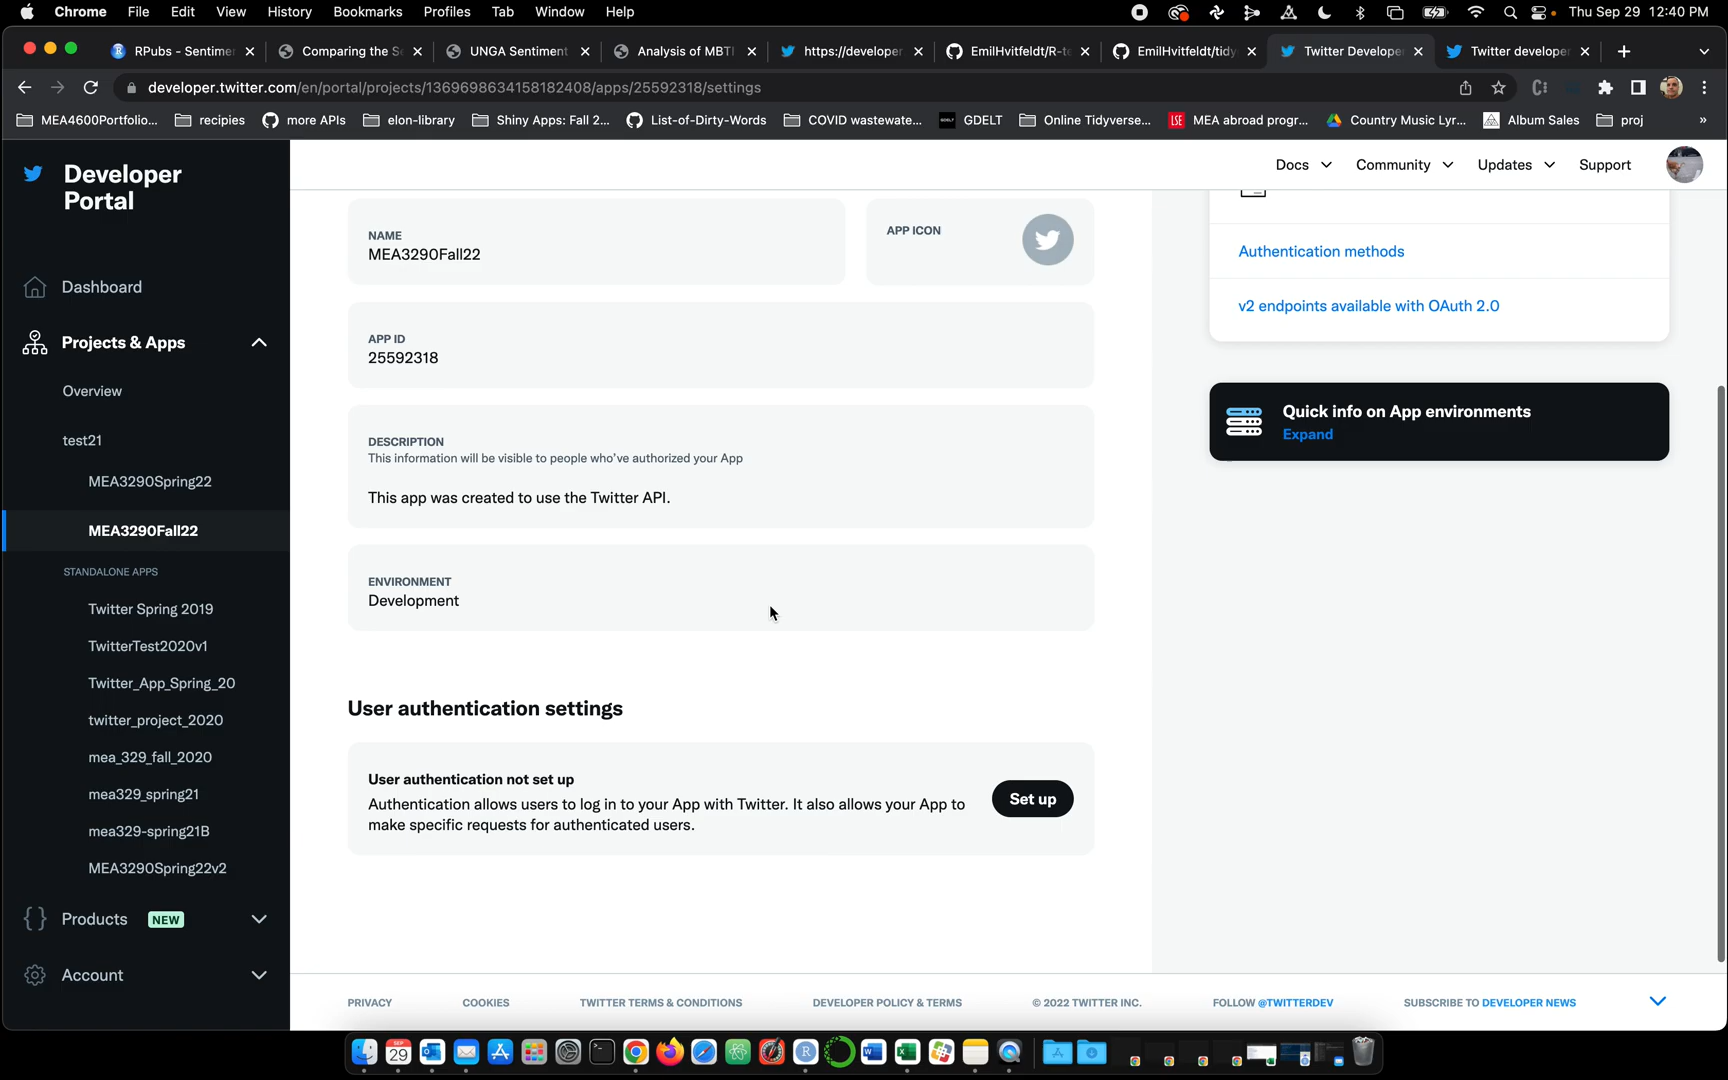 Chrome File Edit View History Bookmarks Profiles Tab Window Help Thu Sep 29 12:40 PM
RPubs - Sentime Comparing the S UNGA Sentiment Analysis of MBTI https://develope EmilHvitfeldt/R-te EmilHvitfeldt/tidy Twitter Develope Twitter develope
developer.twitter.com/en/portal/projects/1369698634158182408/apps/25592318/settings
MEA4600Portfolio... recipies more APIs elon-library Shiny Apps: Fall 2... List-of-Dirty-Words COVID wastewate... GDELT Online Tidyverse... LSE MEA abroad progr... Country Music Lyr... Album Sales proj »
Developer
Portal
Docs Community Updates Support
Dashboard
Projects & Apps
Overview
test21
MEA3290Spring22
MEA3290Fall22
STANDALONE APPS
Twitter Spring 2019
TwitterTest2020v1
Twitter_App_Spring_20
twitter_project_2020
mea_329_fall_2020
mea329_spring21
mea329-spring21B
MEA3290Spring22v2
Products NEW
Account
NAME
MEA3290Fall22
APP ICON
APP ID
25592318
DESCRIPTION
This information will be visible to people who've authorized your App
This app was created to use the Twitter API.
ENVIRONMENT
Development
User authentication settings
User authentication not set up
Authentication allows users to log in to your App with Twitter. It also allows your App to
make specific requests for authenticated users.
Set up
Authentication methods
v2 endpoints available with OAuth 2.0
Quick info on App environments
Expand
PRIVACY COOKIES TWITTER TERMS & CONDITIONS DEVELOPER POLICY & TERMS © 2022 TWITTER INC. FOLLOW @TWITTERDEV SUBSCRIBE TO DEVELOPER NEWS
SEP
29